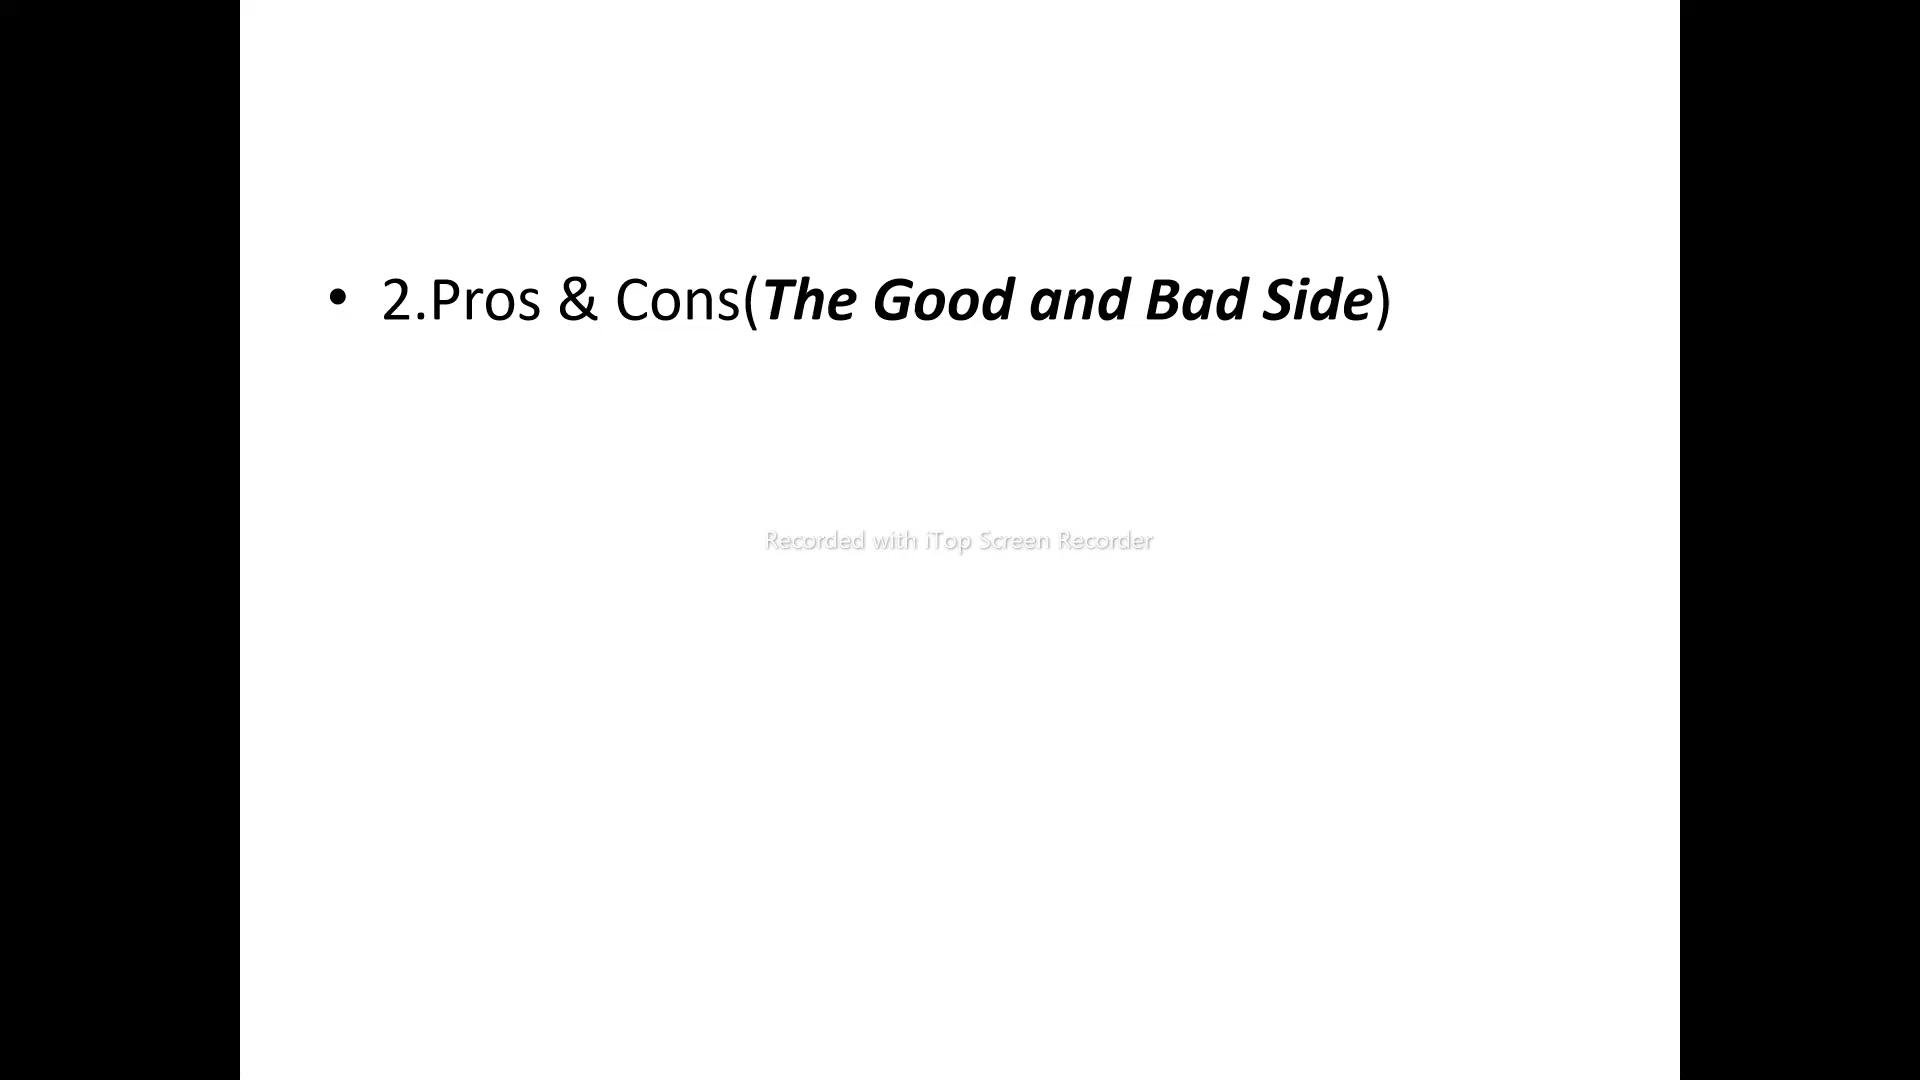 • 2.Pros & Cons(The Good and Bad Side)
Recorded with iTop Screen Recorder